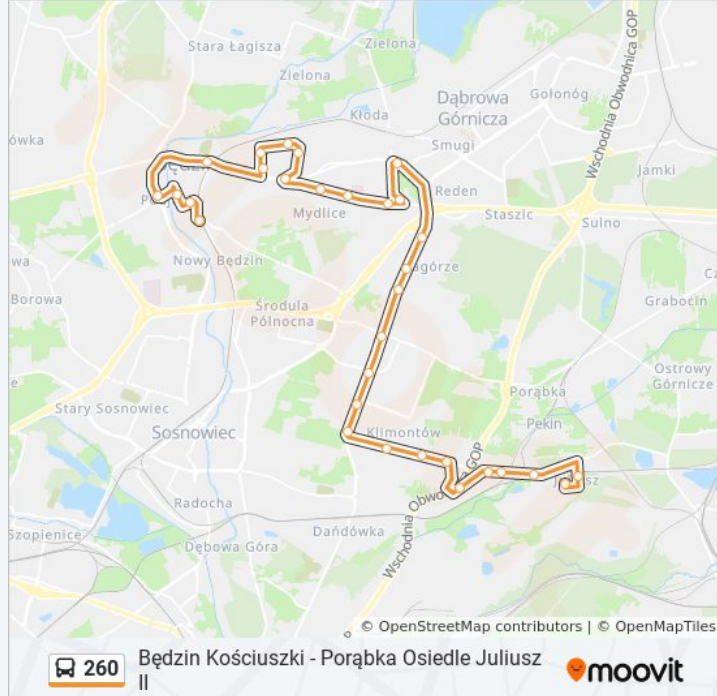 Zielona
Stara Łagisza
Zielona
Dąbrowa
Górnicza
Gołonóg
Wschodnia Obwodnica GOP
Kłoda
Smugi
Jamki
Reden
Mydlice
Staszic
Sulno
Nowy Będzin
Borowa
Środula
Północna
Grabocin
Ostrowy
Górnicze
Porąbka
Stary Sosnowiec
Pekin
Sosnowiec
Klimontów
Radocha
Szopienice
Dańdówka
Dębowa Góra
Wschodnia Obwodnica GOP
© OpenStreetMap contributors | © OpenMapTiles
260
Będzin Kościuszki - Porąbka Osiedle Juliusz
II
moovit